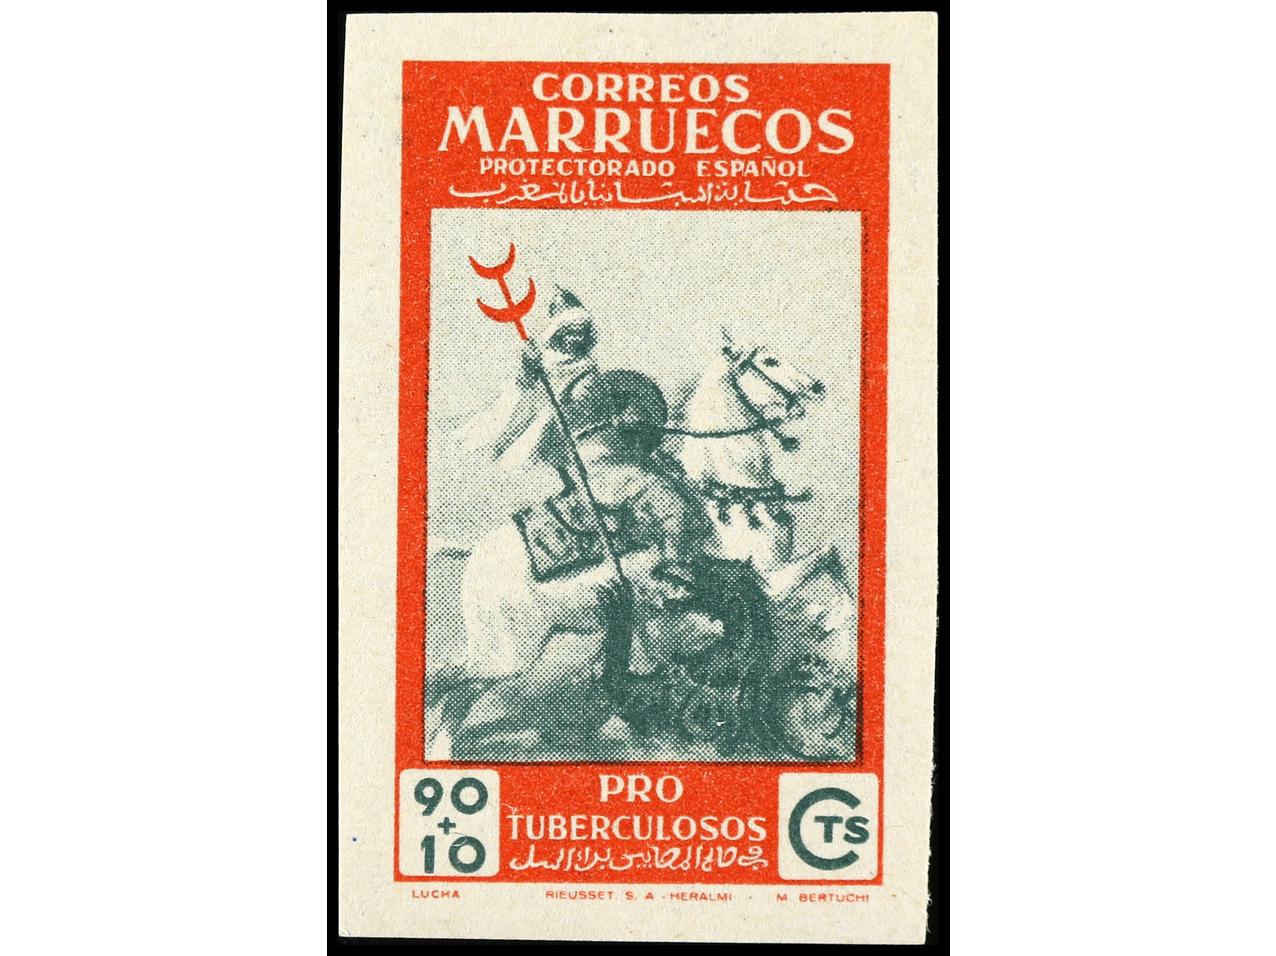 CORREOS
MARRUECOS
PROTECTORADO ESPAÑOL
PRO
TUBERCULOSOS
90
+
10
CTS
LUCHA RIEUSSET. S. A - HERALMI M BERTUCHI